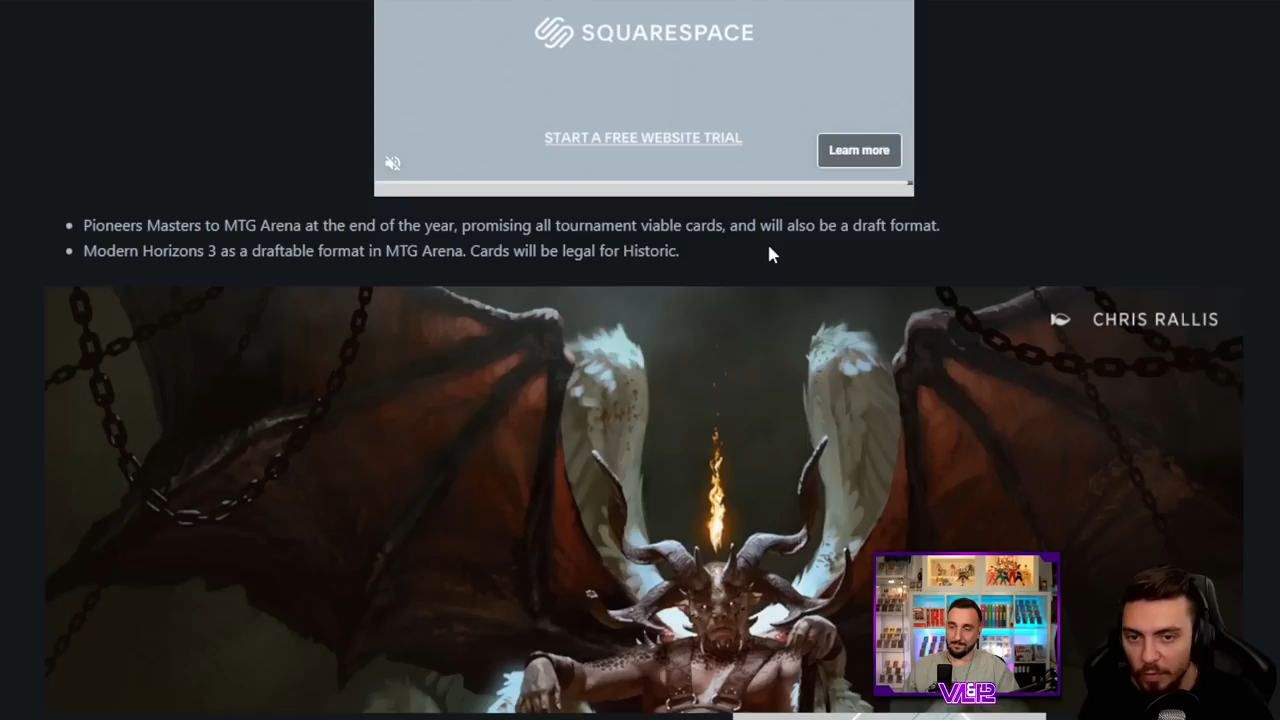 SQUARESPACE
START A FREE WEBSITE TRIAL
Learn more
Pioneers Masters to MTG Arena at the end of the year, promising all tournament viable cards, and will also be a draft format.
Modern Horizons 3 as a draftable format in MTG Arena. Cards will be legal for Historic.
CHRIS RALLIS